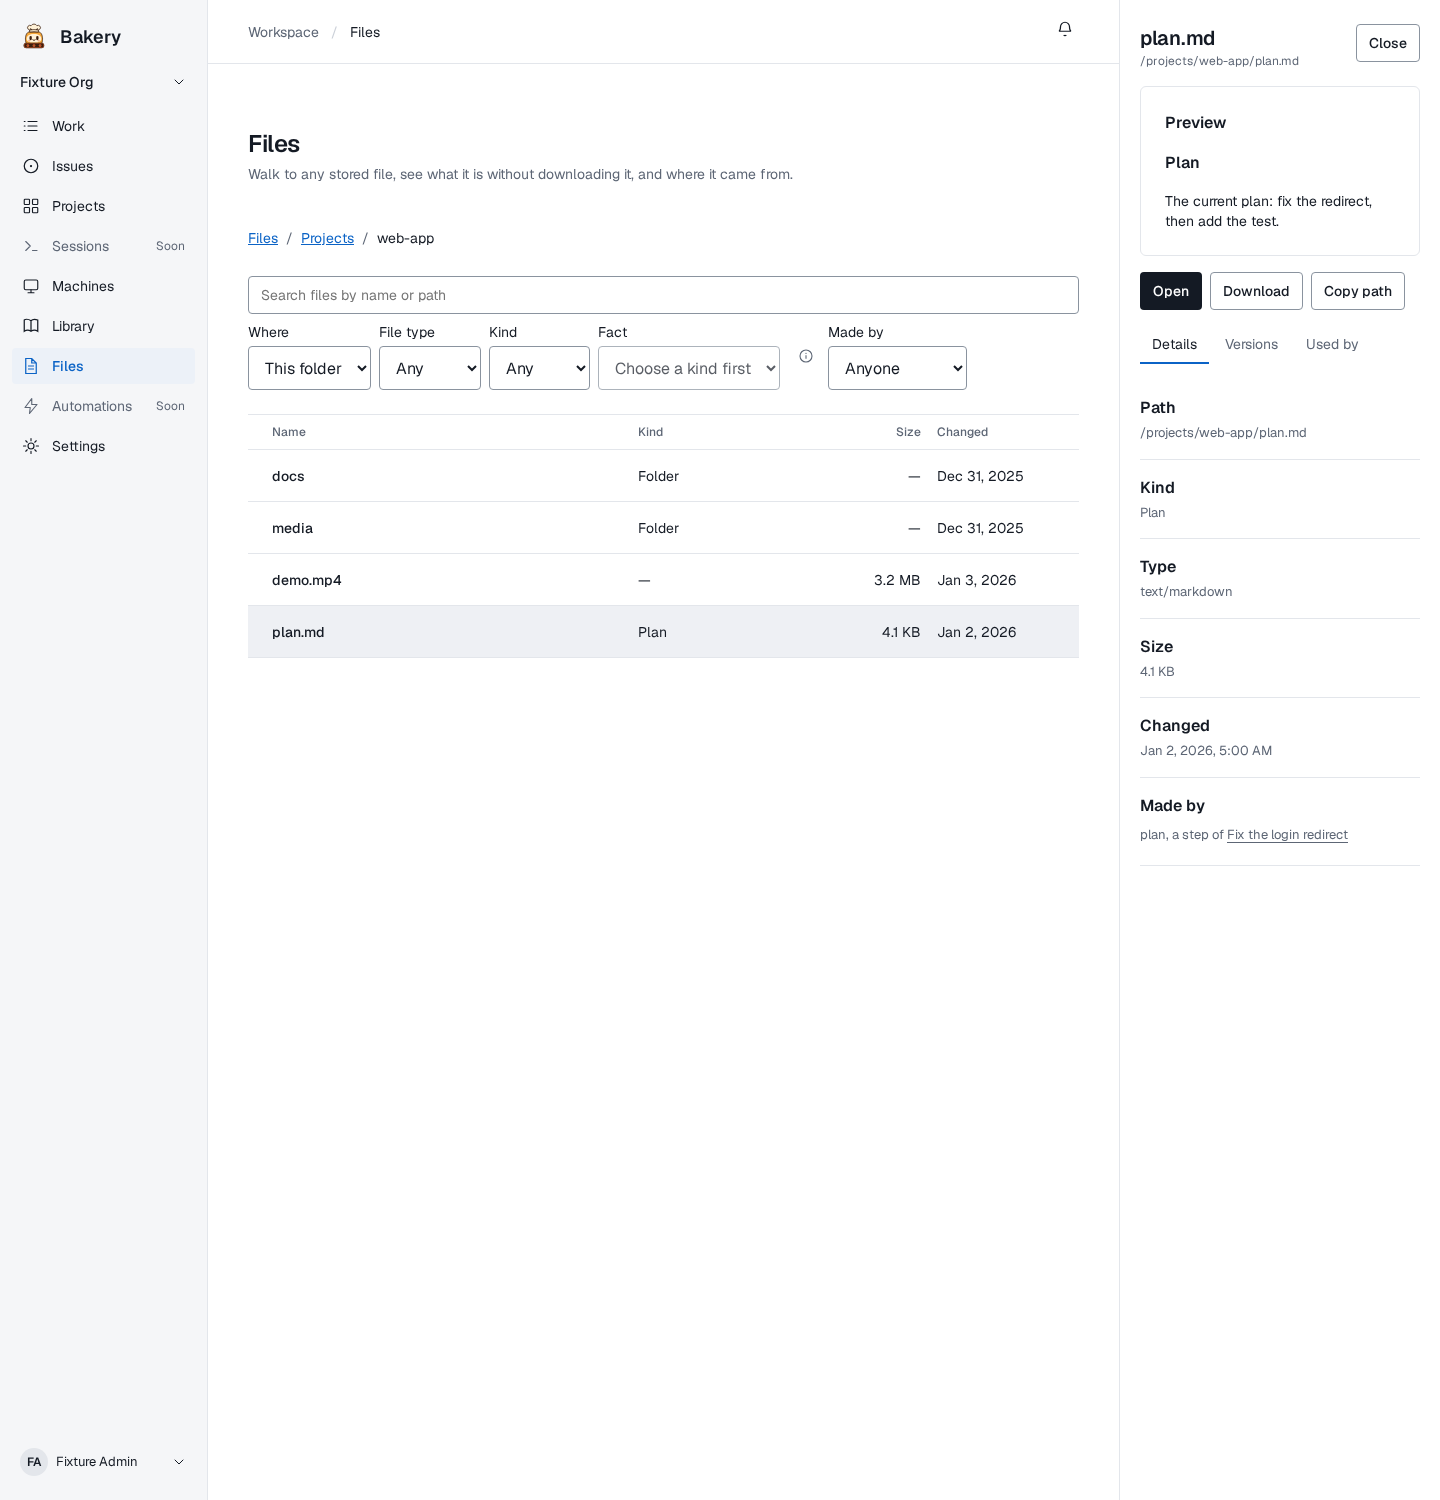 Bakery
Fixture Org
Work
Issues
Projects
Sessions Soon
Machines
Library
Files
Automations Soon
Settings
FA Fixture Admin
Workspace / Files
Files
Walk to any stored file, see what it is without downloading it, and where it came from.
Files / Projects / web-app
Search files by name or path
Where File type Kind Fact Made by
This folder Any Any Choose a kind first Anyone
Name Kind Size Changed
docs Folder — Dec 31, 2025
media Folder — Dec 31, 2025
demo.mp4 — 3.2 MB Jan 3, 2026
plan.md Plan 4.1 KB Jan 2, 2026
plan.md
Close
/projects/web-app/plan.md
Preview
Plan
The current plan: fix the redirect,
then add the test.
Open Download Copy path
Details Versions Used by
Path
/projects/web-app/plan.md
Kind
Plan
Type
text/markdown
Size
4.1 KB
Changed
Jan 2, 2026, 5:00 AM
Made by
plan, a step of Fix the login redirect